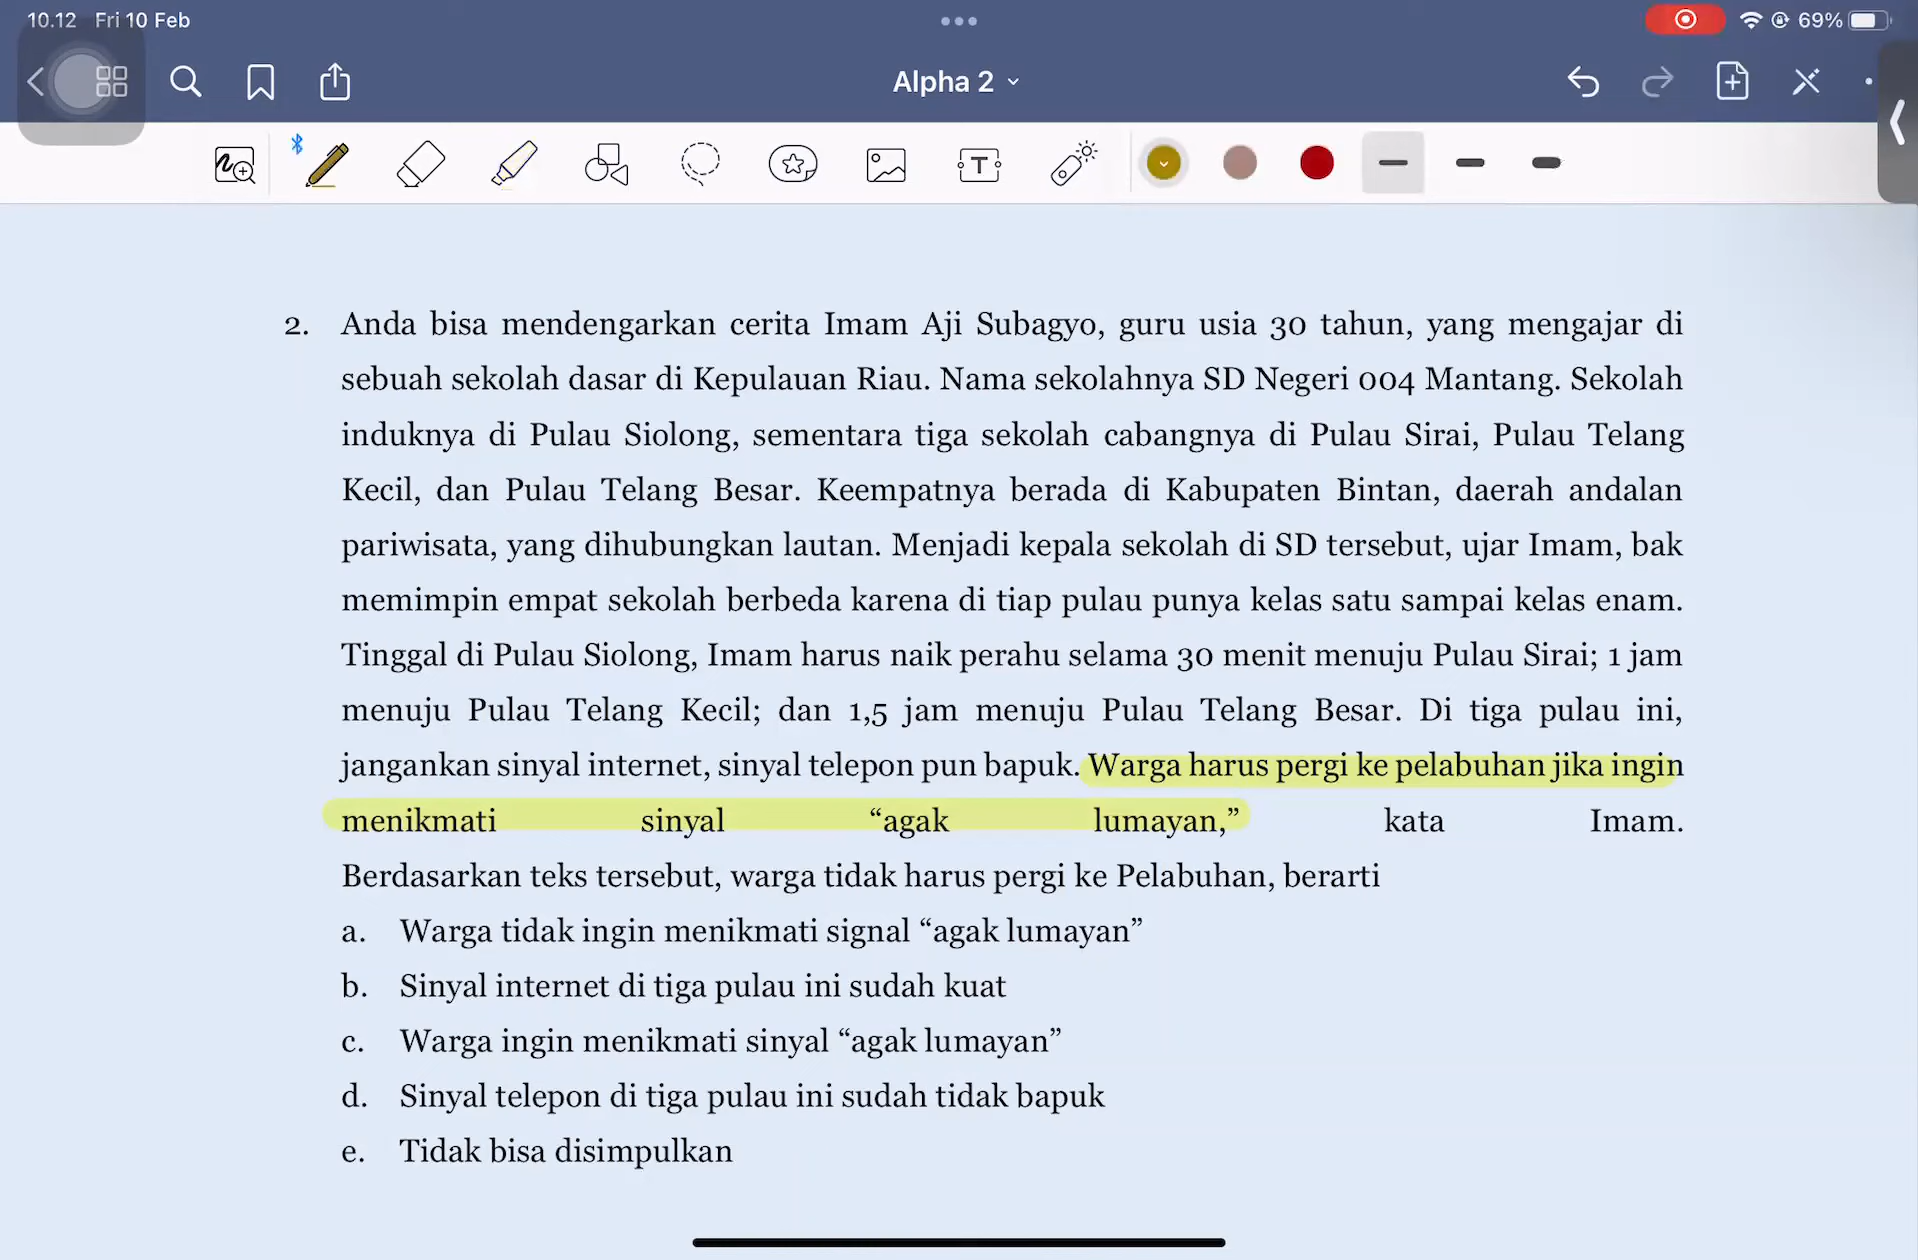 10.12 Fri 10 Feb
69%
Alpha 2
T
2. Anda bisa mendengarkan cerita Imam Aji Subagyo, guru usia 30 tahun, yang mengajar di
sebuah sekolah dasar di Kepulauan Riau. Nama sekolahnya SD Negeri 004 Mantang. Sekolah
induknya di Pulau Siolong, sementara tiga sekolah cabangnya di Pulau Sirai, Pulau Telang
Kecil, dan Pulau Telang Besar. Keempatnya berada di Kabupaten Bintan, daerah andalan
pariwisata, yang dihubungkan lautan. Menjadi kepala sekolah di SD tersebut, ujar Imam, bak
memimpin empat sekolah berbeda karena di tiap pulau punya kelas satu sampai kelas enam.
Tinggal di Pulau Siolong, Imam harus naik perahu selama 30 menit menuju Pulau Sirai; 1 jam
menuju Pulau Telang Kecil; dan 1,5 jam menuju Pulau Telang Besar. Di tiga pulau ini,
jangankan sinyal internet, sinyal telepon pun bapuk. Warga harus pergi ke pelabuhan jika ingin
menikmati sinyal “agak lumayan,” kata Imam.
Berdasarkan teks tersebut, warga tidak harus pergi ke Pelabuhan, berarti
a. Warga tidak ingin menikmati signal “agak lumayan”
b. Sinyal internet di tiga pulau ini sudah kuat
c. Warga ingin menikmati sinyal “agak lumayan”
d. Sinyal telepon di tiga pulau ini sudah tidak bapuk
e. Tidak bisa disimpulkan